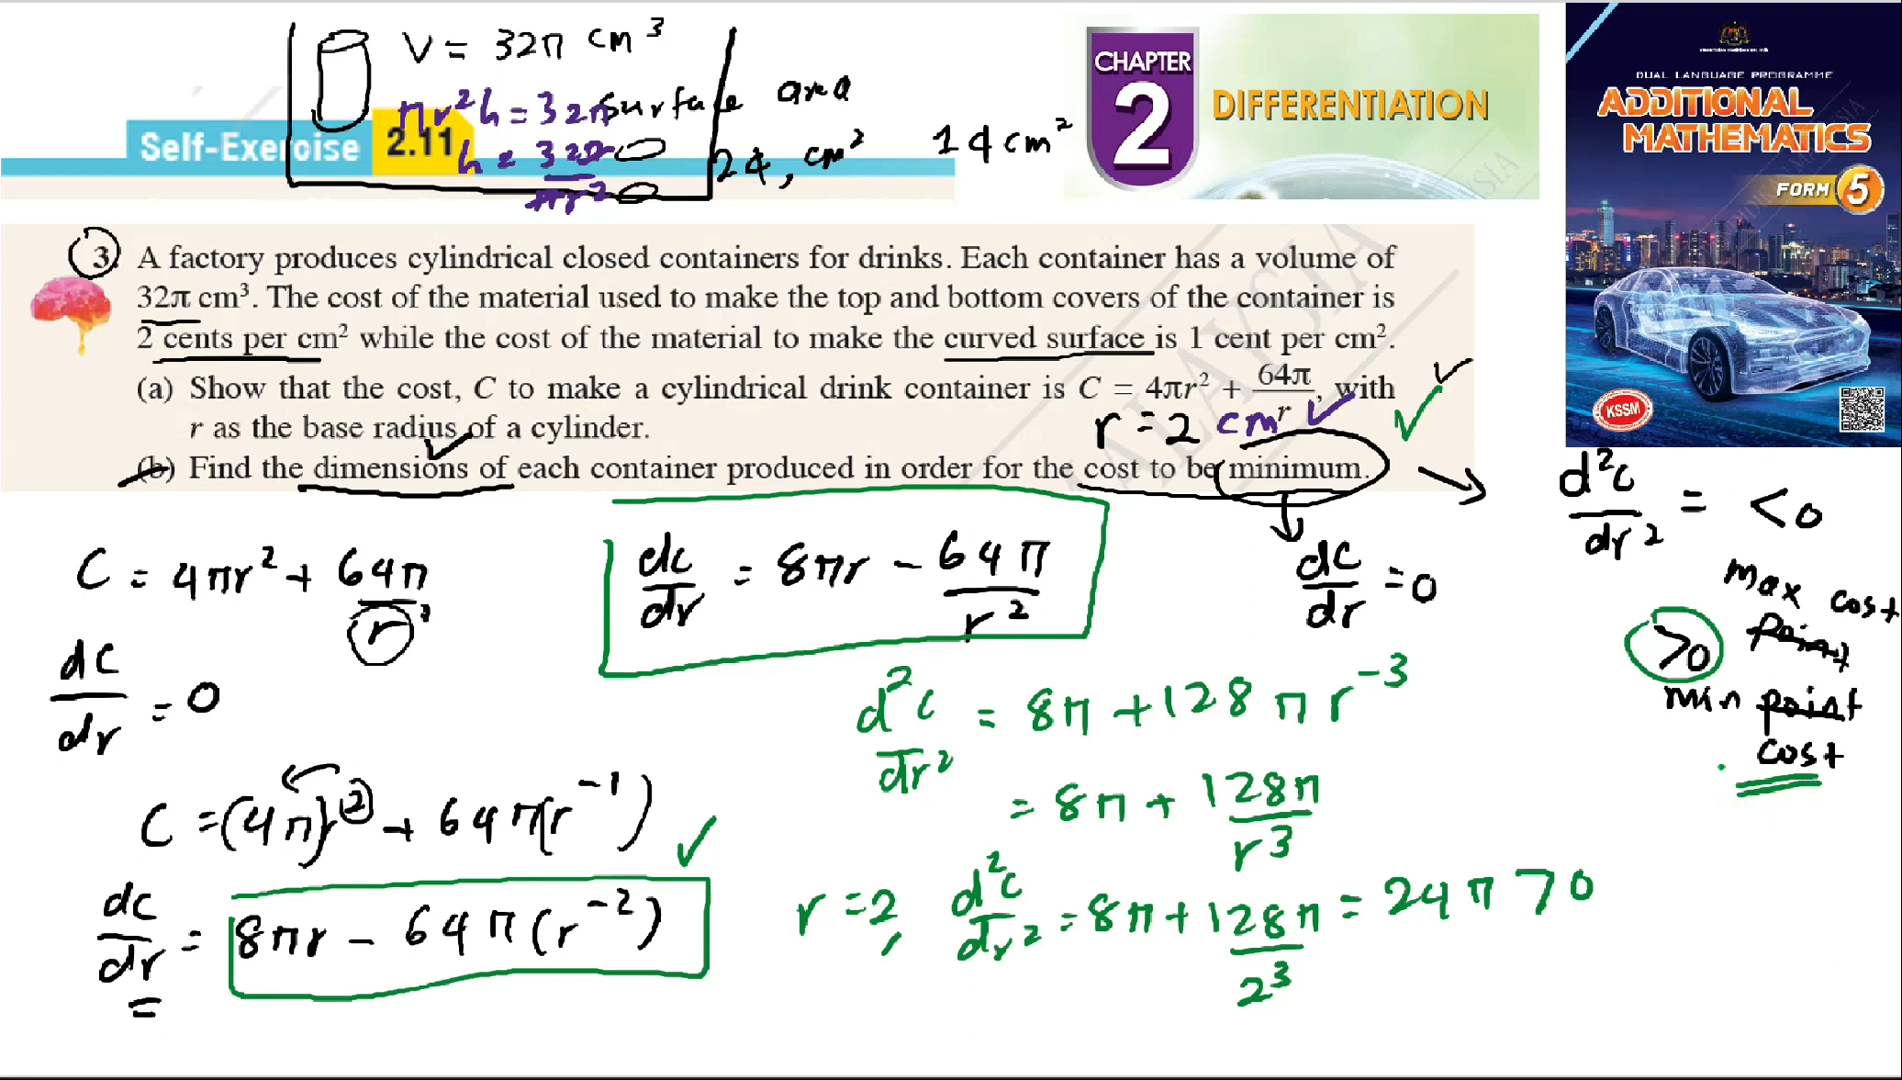 V = 32π cm³
πr²h = 32π
surface area
h = 32π/πr²
2¢, cm²
1¢ cm²
Self-Exercise 2.11
CHAPTER 2 DIFFERENTIATION
DUAL LANGUAGE PROGRAMME
ADDITIONAL
MATHEMATICS
FORM 5
KSSM
3. A factory produces cylindrical closed containers for drinks. Each container has a volume of
32π cm³. The cost of the material used to make the top and bottom covers of the container is
2 cents per cm² while the cost of the material to make the curved surface is 1 cent per cm².
(a) Show that the cost, C to make a cylindrical drink container is C = 4πr² + 64π/r, with
r as the base radius of a cylinder.
r = 2 cm
(b) Find the dimensions of each container produced in order for the cost to be minimum.
C = 4πr² + 64π/r
dc/dr = 0
C = (4π)r² + 64π(r⁻¹)
dc/dr = 8πr − 64π(r⁻²)
dc/dr = 8πr − 64π/r²
dc/dr = 0
d²c/dr² = 8π + 128πr⁻³
= 8π + 128π/r³
r = 2, d²c/dr² = 8π + 128π/2³ = 24π > 0
d²c/dr² = < 0
max cost
point
> 0
min point
cost